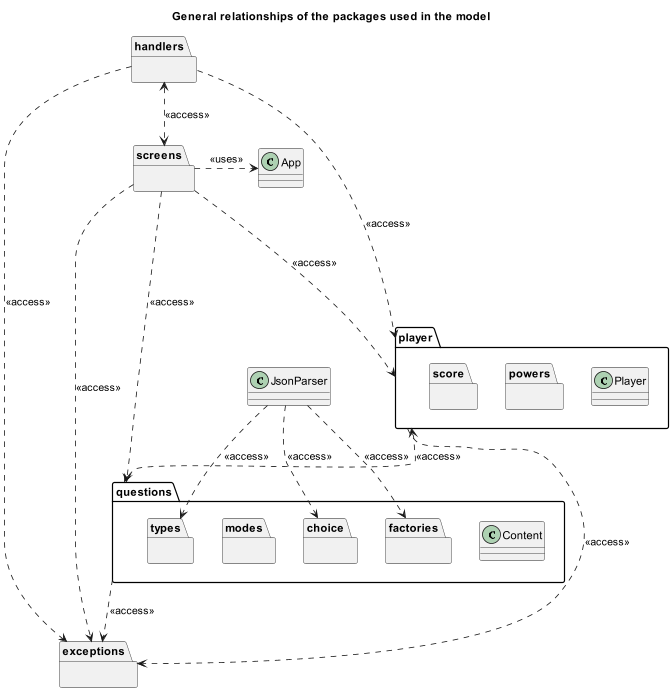 General relationships of the packages used in the model
handlers
«access»
screens
«uses»
C App
«access»
«access»
«access»
«access»
player
score
powers
C Player
C JsonParser
«access»
«access»
«access»
«access»
«access»
questions
types
modes
choice
factories
C Content
«access»
«access»
exceptions